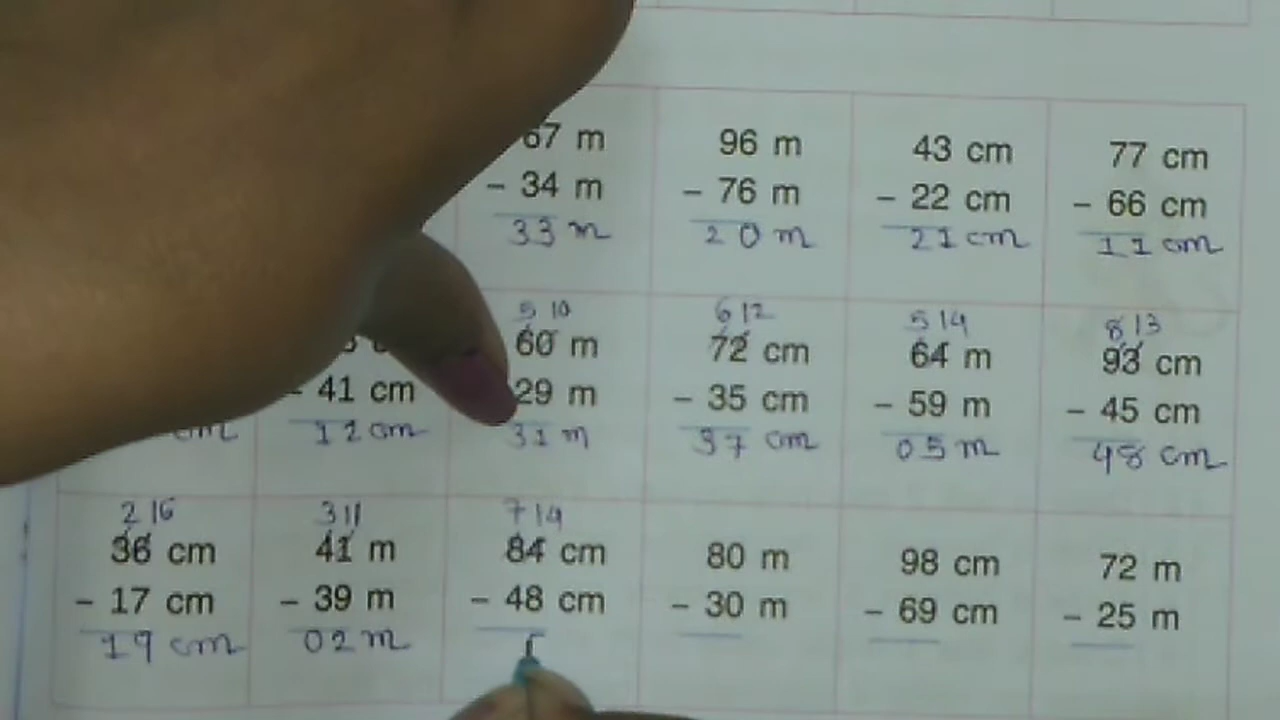 67 m 96 m 43 cm 77 cm
– 34 m – 76 m – 22 cm – 66 cm
33 m 20 m 21 cm 11 cm
5 10 6 12 5 14 8 13
60 m 72 cm 64 m 93 cm
– 41 cm 29 m – 35 cm – 59 m – 45 cm
cm 12 cm 31 m 37 cm 05 m 48 cm
2 16 3 11 7 14
36 cm 41 m 84 cm 80 m 98 cm 72 m
– 17 cm – 39 m – 48 cm – 30 m – 69 cm – 25 m
19 cm 02 m